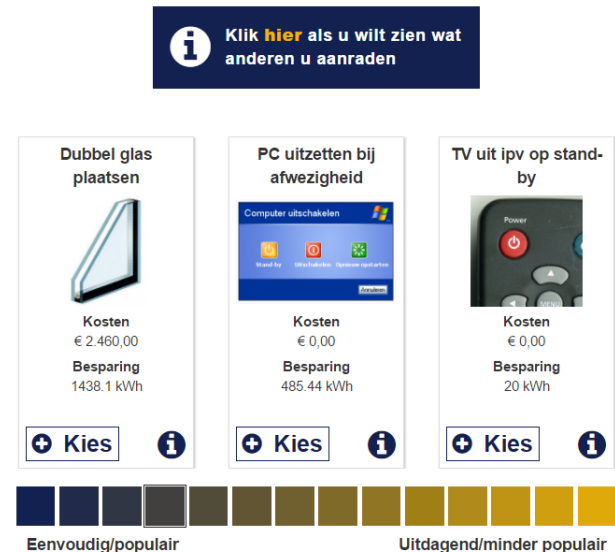 Klik hier als u wilt zien wat
anderen u aanraden
Dubbel glas
plaatsen
Kosten
€ 2.460,00
Besparing
1438.1 kWh
Kies
PC uitzetten bij
afwezigheid
Computer uitschakelen
Stand-by Uitschakelen Opnieuw opstarten
Annuleren
Kosten
€ 0,00
Besparing
485.44 kWh
Kies
TV uit ipv op stand-
by
Power
MENU
Kosten
€ 0,00
Besparing
20 kWh
Kies
Eenvoudig/populair
Uitdagend/minder populair